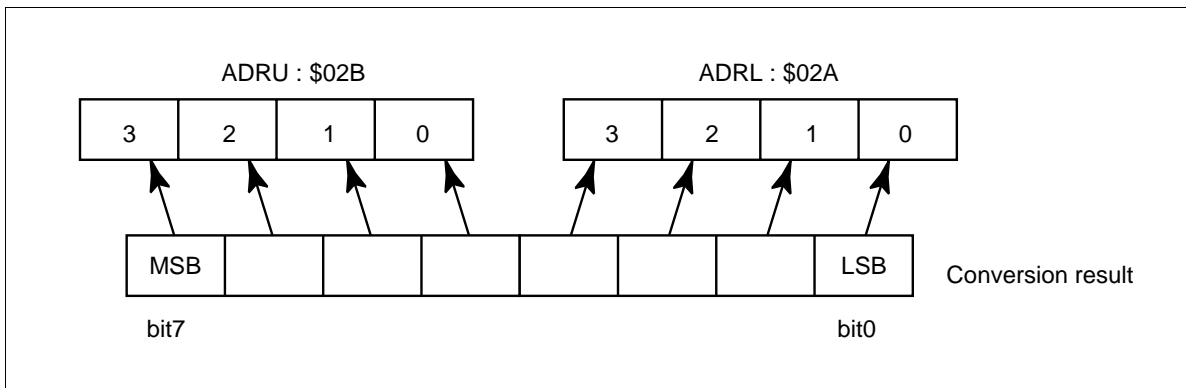 ADRU : $02B ADRL : $02A
3 2 1 0 3 2 1 0
MSB LSB Conversion result
bit7 bit0